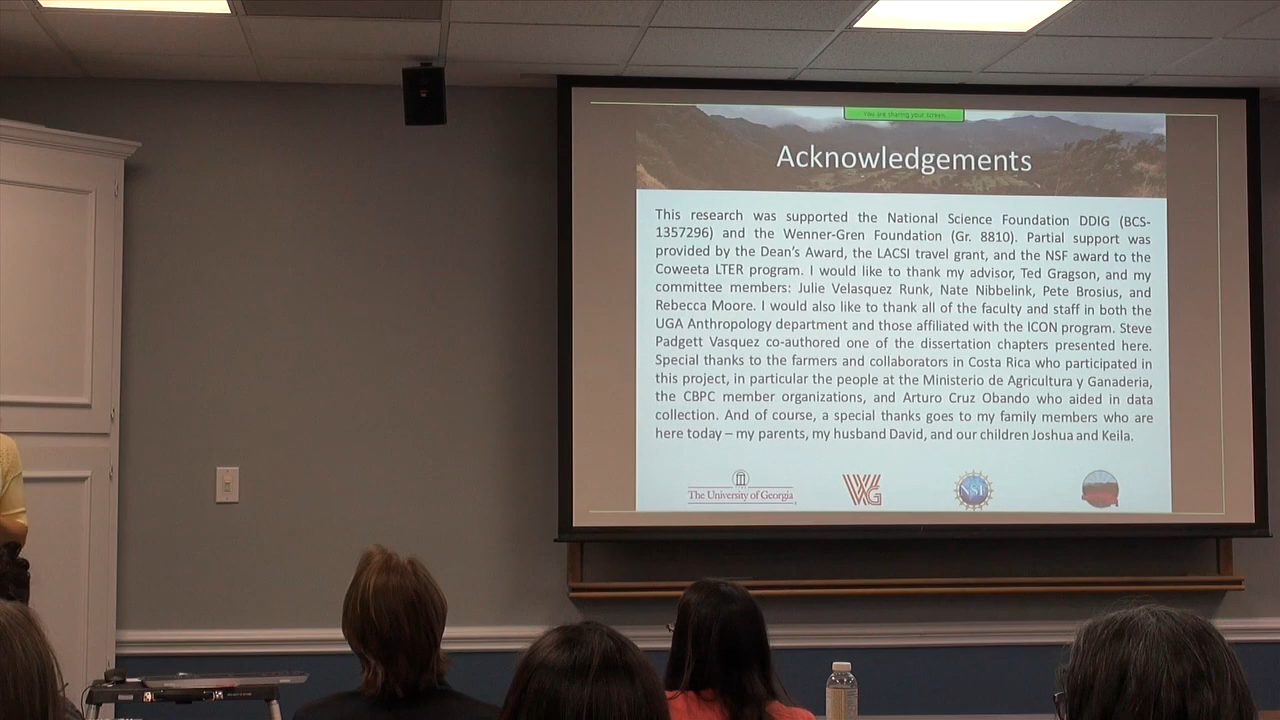 You are sharing your screen
Acknowledgements
This research was supported the National Science Foundation DDIG (BCS-
1357296) and the Wenner-Gren Foundation (Gr. 8810). Partial support was
provided by the Dean's Award, the LACSI travel grant, and the NSF award to the
Coweeta LTER program. I would like to thank my advisor, Ted Gragson, and my
committee members: Julie Velasquez Runk, Nate Nibbelink, Pete Brosius, and
Rebecca Moore. I would also like to thank all of the faculty and staff in both the
UGA Anthropology department and those affiliated with the ICON program. Steve
Padgett Vasquez co-authored one of the dissertation chapters presented here.
Special thanks to the farmers and collaborators in Costa Rica who participated in
this project, in particular the people at the Ministerio de Agricultura y Ganaderia,
the CBPC member organizations, and Arturo Cruz Obando who aided in data
collection. And of course, a special thanks goes to my family members who are
here today – my parents, my husband David, and our children Joshua and Keila.
The University of Georgia
WG
NSF